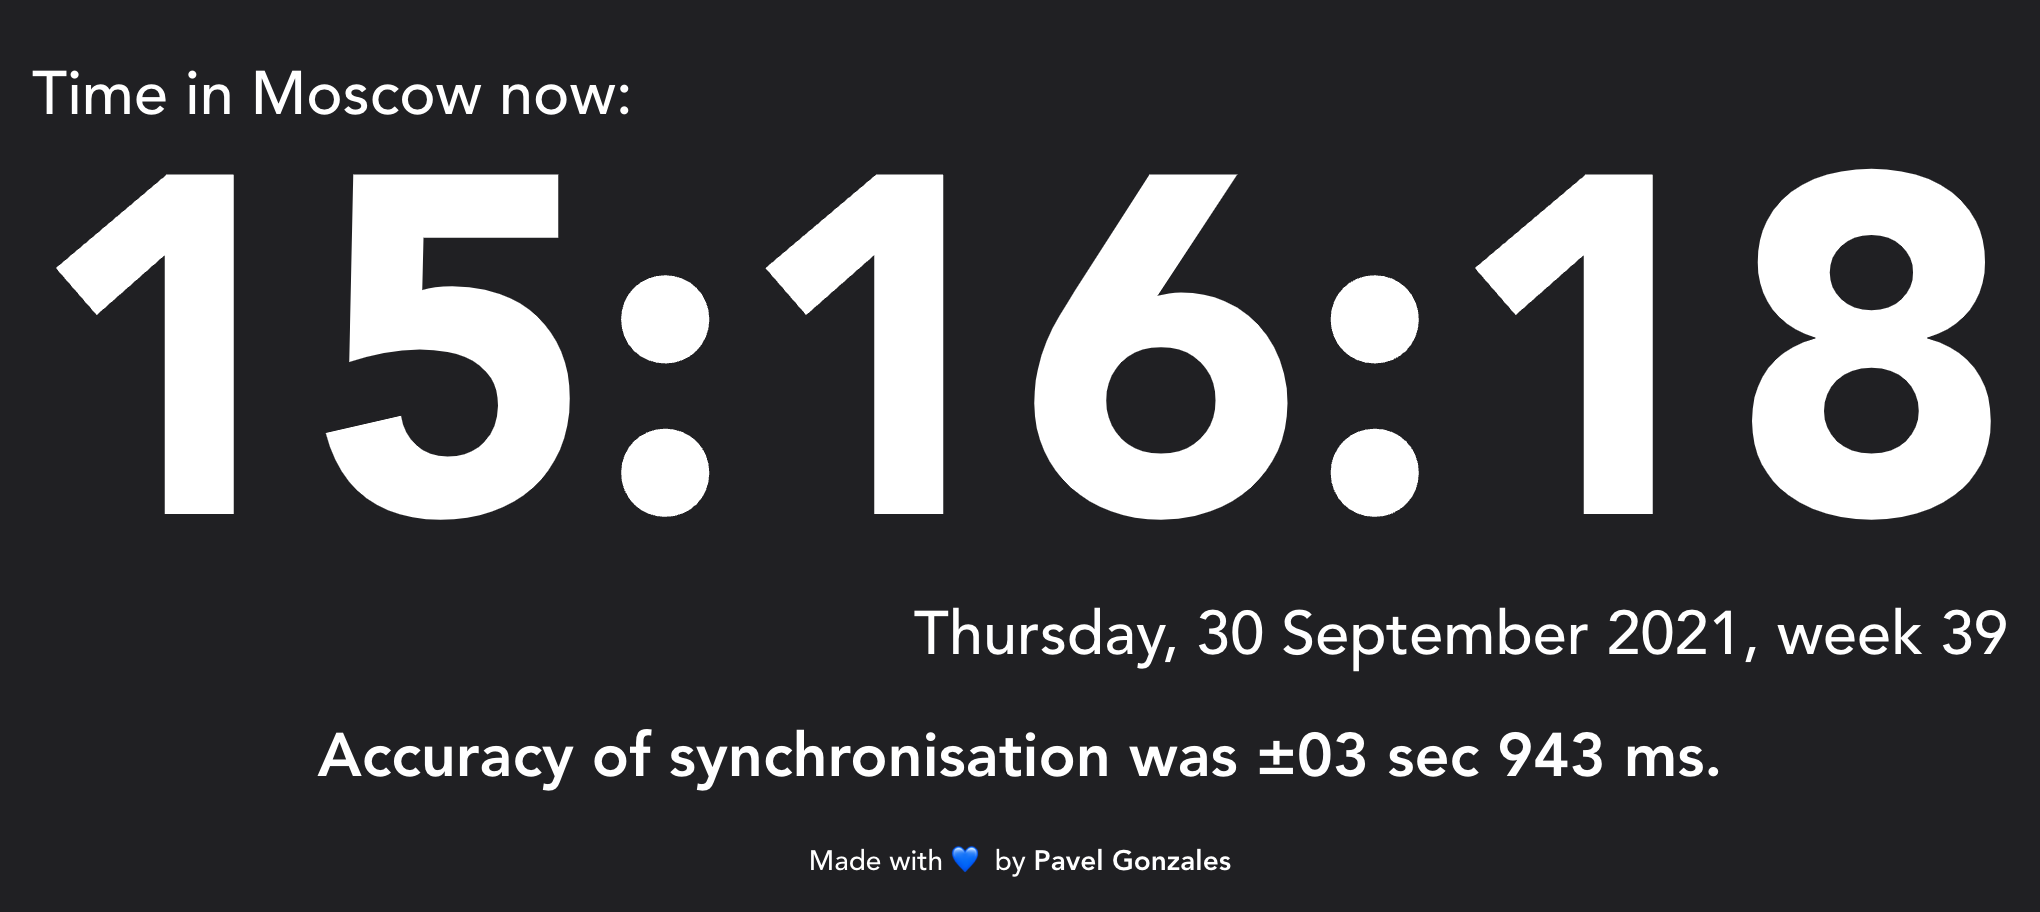 Time in Moscow now:
15:16:18
Thursday, 30 September 2021, week 39
Accuracy of synchronisation was ±03 sec 943 ms.
Made with 💙 by Pavel Gonzales